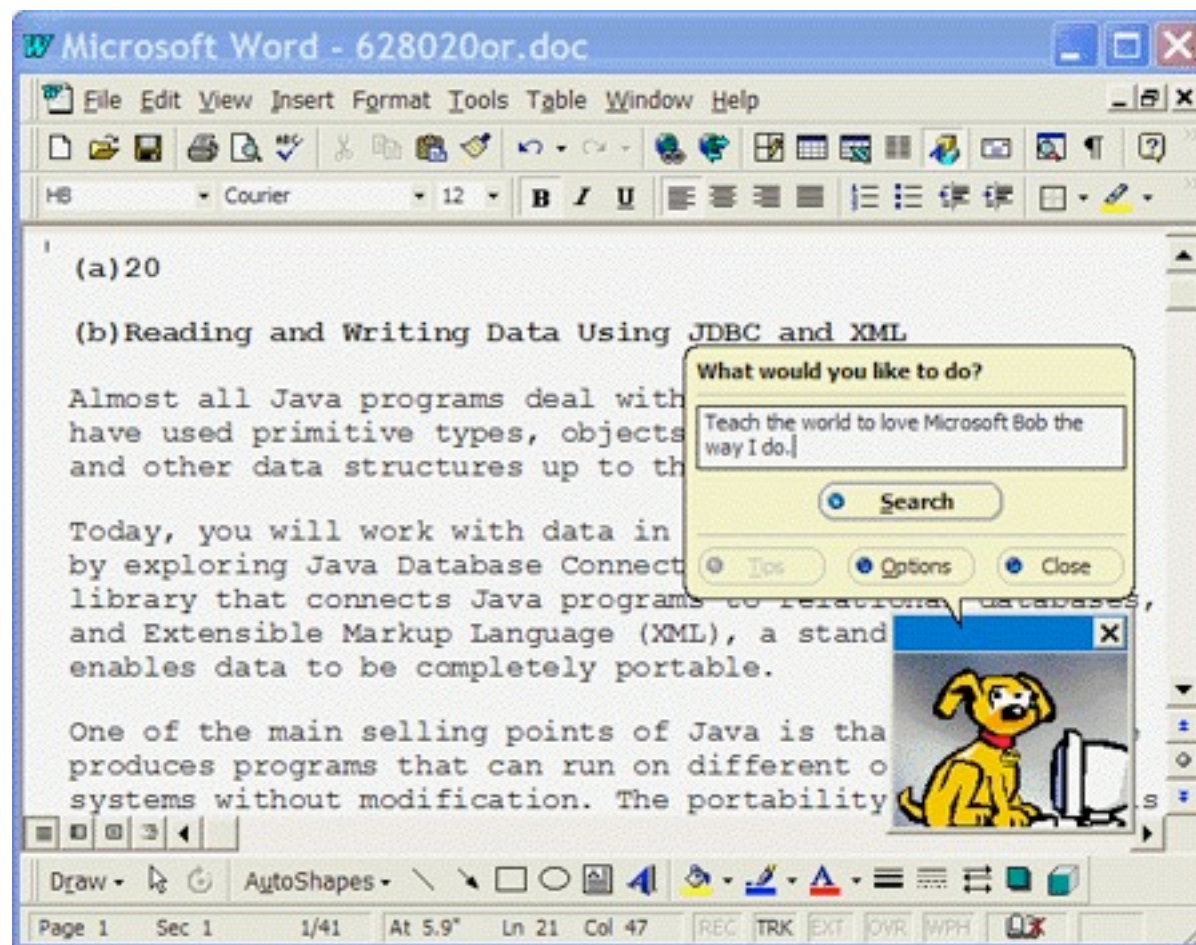 Microsoft Word - 628020or.doc
File Edit View Insert Format Tools Table Window Help
ABC
HB Courier 12 B I U
(a)20
(b)Reading and Writing Data Using JDBC and XML
Almost all Java programs deal with
have used primitive types, objects
and other data structures up to th
Today, you will work with data in
by exploring Java Database Connect
library that connects Java programs to relational databases,
and Extensible Markup Language (XML), a stand
enables data to be completely portable.
One of the main selling points of Java is tha
produces programs that can run on different o
systems without modification. The portability s
What would you like to do?
Teach the world to love Microsoft Bob the
way I do.
Search
Tips Options Close
Draw AutoShapes
Page 1 Sec 1 1/41 At 5.9" Ln 21 Col 47 REC TRK EXT OVR WPH